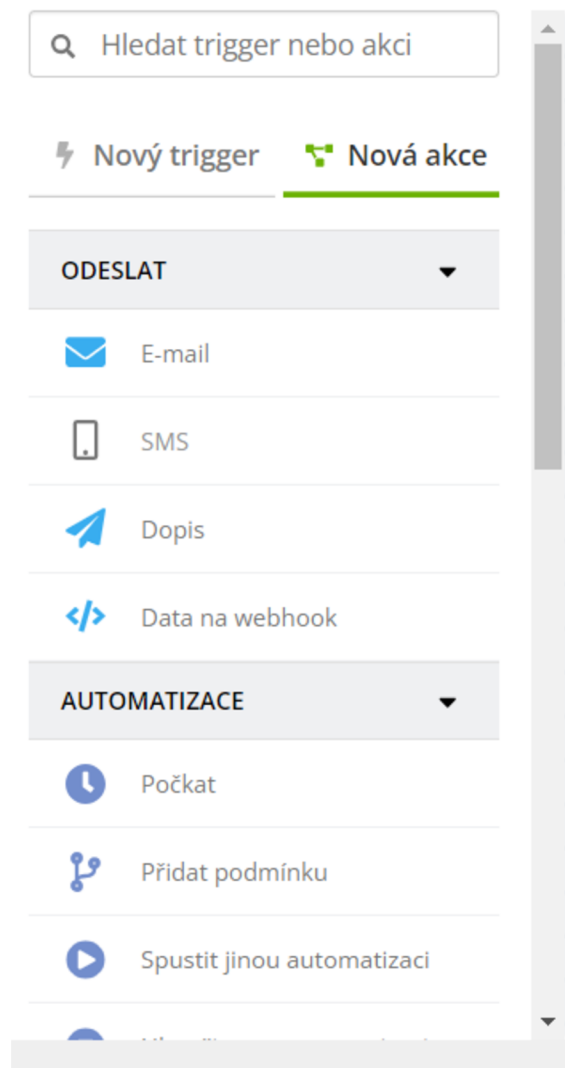 Hledat trigger nebo akci
Nový trigger
Nová akce
ODESLAT
E-mail
SMS
Dopis
Data na webhook
AUTOMATIZACE
Počkat
Přidat podmínku
Spustit jinou automatizaci